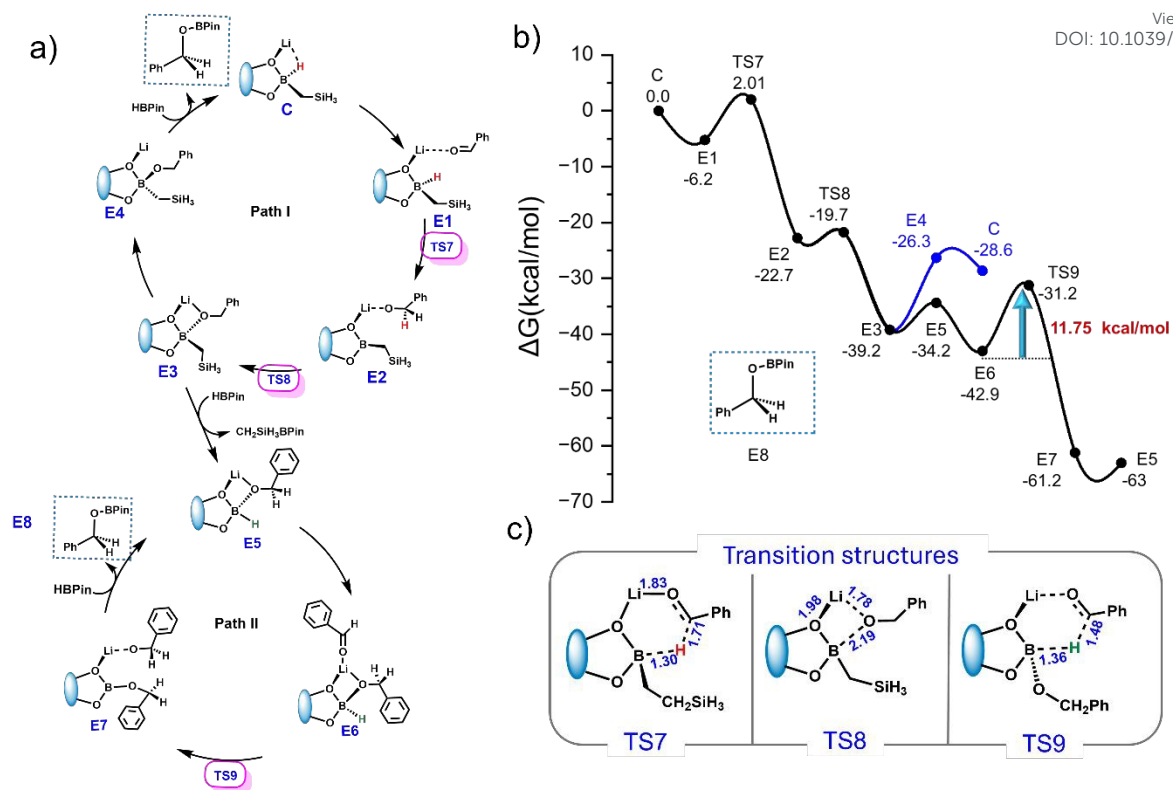 Vie
DOI: 10.1039/
a)
O-BPin
Ph
H
H
HBPin
Li
O
H
B
O
SiH3
C
Li
O
Ph
O
H
B
O
SiH3
E1
TS7
Li
O
Ph
O
B
O
SiH3
E4
Path I
Li
O
Ph
O
B
O
SiH3
E3
TS8
Li
O
Ph
H
H
O
B
O
SiH3
E2
HBPin
CH2SiH3BPin
Li
O
O
H
H
B
O
H
E5
E8
O-BPin
Ph
H
H
HBPin
Path II
Li
O
H
H
O
B
O
O
H
H
E7
TS9
H
O
Li
O
O
H
H
B
O
H
E6
b)
ΔG(kcal/mol)
10
0
−10
−20
−30
−40
−50
−60
−70
C
0.0
E1
-6.2
TS7
2.01
E2
-22.7
TS8
-19.7
E3
-39.2
E4
-26.3
C
-28.6
E5
-34.2
E6
-42.9
TS9
-31.2
11.75 kcal/mol
E7
-61.2
E5
-63
O-BPin
Ph
H
H
E8
c)
Transition structures
1.83
Li
O
Ph
O
1.71
B
H
1.30
O
CH2SiH3
TS7
1.98
Li
1.78
O
O
2.19
B
O
Ph
SiH3
TS8
Li
O
Ph
O
1.48
B
H
1.36
O
O
CH2Ph
TS9